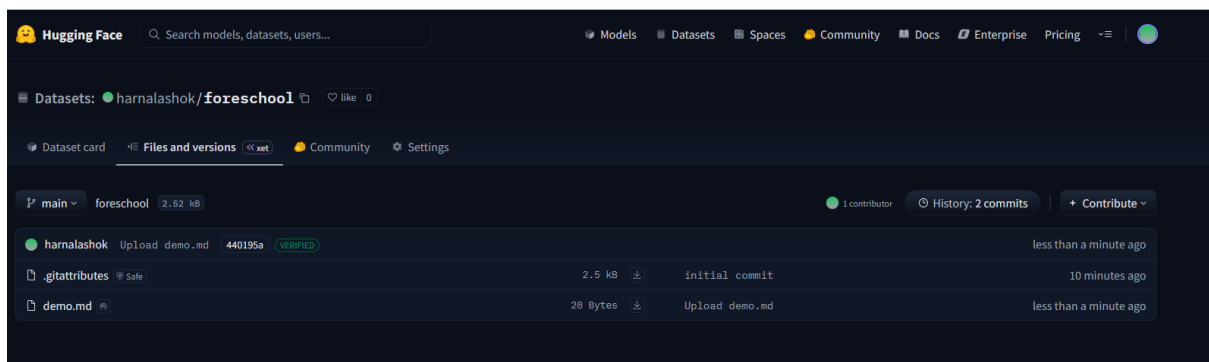 Hugging Face Search models, datasets, users... Models Datasets Spaces Community Docs Enterprise Pricing
Datasets: harnalashok/foreschool like 0
Dataset card Files and versions xet Community Settings
main foreschool 2.52 kB 1 contributor History: 2 commits + Contribute
harnalashok Upload demo.md 440195a VERIFIED less than a minute ago
.gitattributes Safe 2.5 kB initial commit 10 minutes ago
demo.md 20 Bytes Upload demo.md less than a minute ago